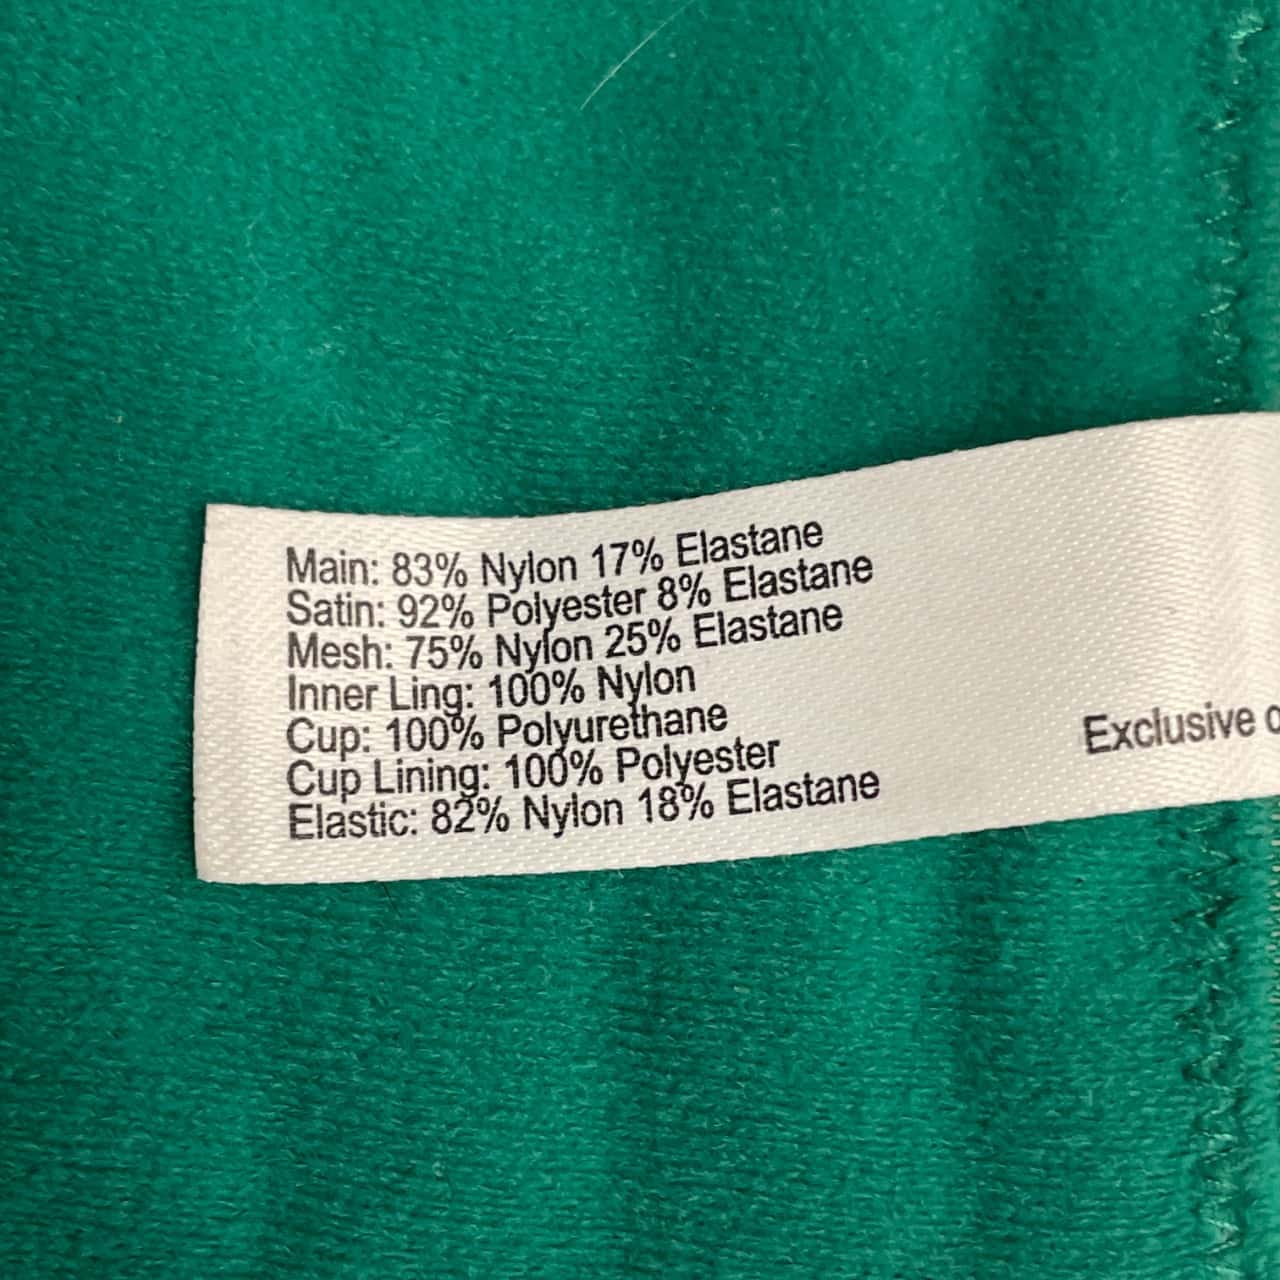 Main: 83% Nylon 17% Elastane
Satin: 92% Polyester 8% Elastane
Mesh: 75% Nylon 25% Elastane
Inner Ling: 100% Nylon
Cup: 100% Polyurethane
Cup Lining: 100% Polyester
Elastic: 82% Nylon 18% Elastane
Exclusive